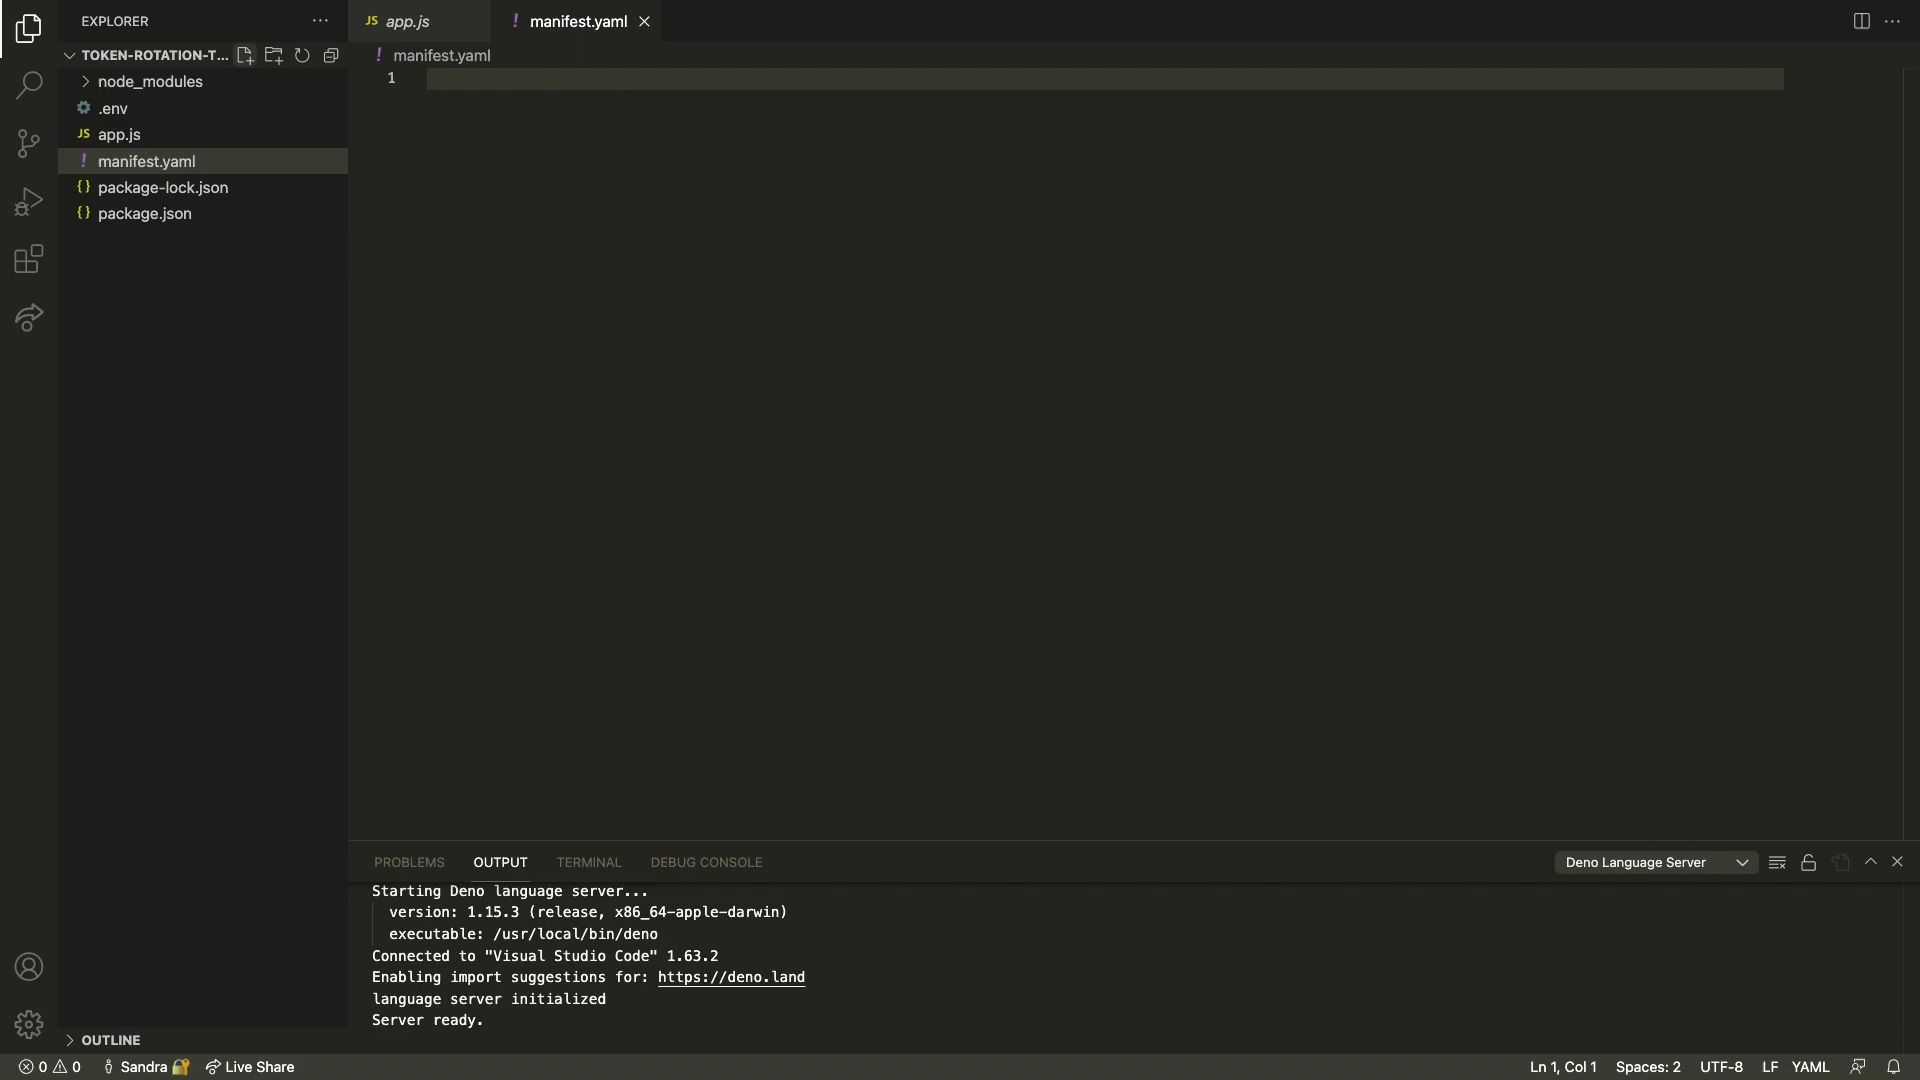 EXPLORER
TOKEN-ROTATION-T...
node_modules
.env
JS app.js
! manifest.yaml
{} package-lock.json
{} package.json
OUTLINE
JS app.js
! manifest.yaml
! manifest.yaml
1
PROBLEMS OUTPUT TERMINAL DEBUG CONSOLE
Deno Language Server
Starting Deno language server...
version: 1.15.3 (release, x86_64-apple-darwin)
executable: /usr/local/bin/deno
Connected to "Visual Studio Code" 1.63.2
Enabling import suggestions for: https://deno.land
language server initialized
Server ready.
0 0 Sandra 🔐 Live Share
Ln 1, Col 1 Spaces: 2 UTF-8 LF YAML